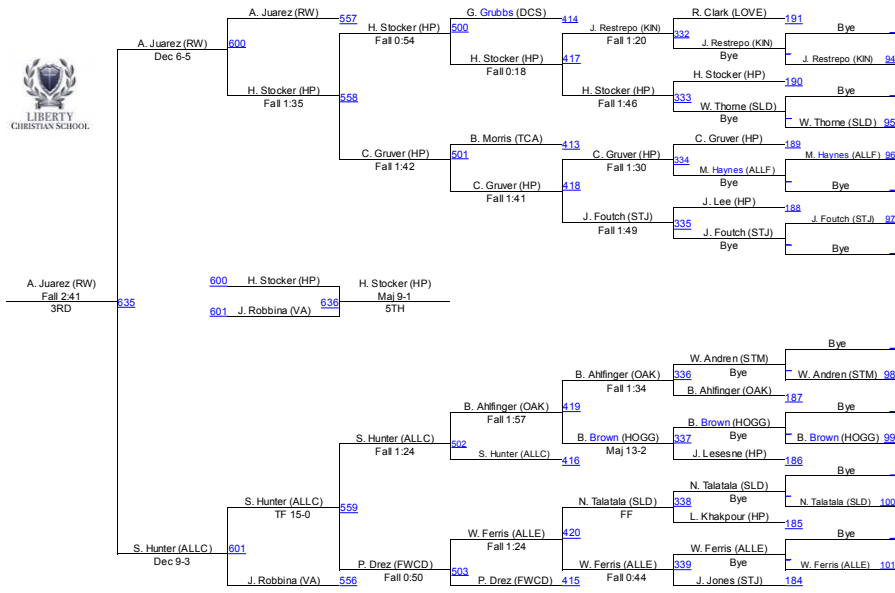 A. Juarez (RW)
557
G. Grubbs (DCS)
414
R. Clark (LOVE)
191
Bye
H. Stocker (HP)
500
Fall 0:54
J. Restrepo (KIN)
332
Fall 1:20
A. Juarez (RW)
600
Dec 6-5
J. Restrepo (KIN)
Bye
J. Restrepo (KIN) 94
H. Stocker (HP)
417
Fall 0:18
H. Stocker (HP)
190
Bye
H. Stocker (HP)
558
Fall 1:35
H. Stocker (HP)
333
Fall 1:46
W. Thorne (SLD)
Bye
W. Thorne (SLD) 95
LIBERTY
CHRISTIAN SCHOOL
B. Morris (TCA)
413
C. Gruver (HP)
189
C. Gruver (HP)
501
Fall 1:42
C. Gruver (HP)
334
Fall 1:30
M. Haynes (ALLF) 96
M. Haynes (ALLF)
Bye
Bye
C. Gruver (HP)
418
Fall 1:41
J. Lee (HP)
188
J. Foutch (STJ)
335
Fall 1:49
J. Foutch (STJ) 97
J. Foutch (STJ)
Bye
Bye
A. Juarez (RW)
Fall 2:41
635
3RD
600 H. Stocker (HP)
H. Stocker (HP)
636
Maj 9-1
5TH
601 J. Robbina (VA)
Bye
W. Andren (STM)
Bye
B. Ahlfinger (OAK)
336
Fall 1:34
W. Andren (STM) 98
B. Ahlfinger (OAK)
187
B. Ahlfinger (OAK)
419
Fall 1:57
Bye
B. Brown (HOGG)
Bye
S. Hunter (ALLC)
502
Fall 1:24
B. Brown (HOGG)
337
Maj 13-2
B. Brown (HOGG) 99
S. Hunter (ALLC)
416
J. Lesesne (HP)
186
Bye
N. Talatala (SLD)
Bye
S. Hunter (ALLC)
559
TF 15-0
N. Talatala (SLD)
338
FF
N. Talatala (SLD) 100
L. Khakpour (HP)
185
W. Ferris (ALLE)
420
Fall 1:24
Bye
S. Hunter (ALLC)
601
Dec 9-3
W. Ferris (ALLE)
Bye
P. Drez (FWCD)
503
Fall 0:50
W. Ferris (ALLE)
339
Fall 0:44
W. Ferris (ALLE) 101
J. Robbina (VA)
556
P. Drez (FWCD)
415
J. Jones (STJ)
184